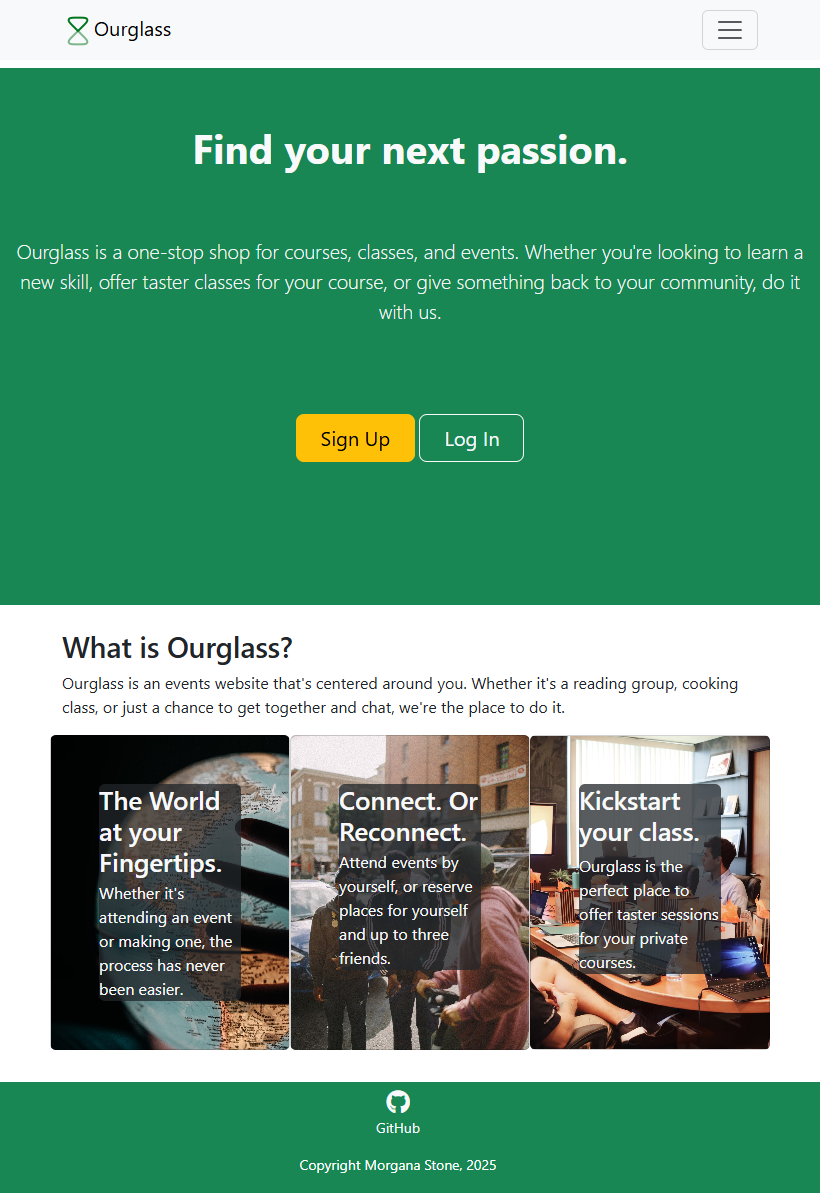 Ourglass
Find your next passion.
Ourglass is a one-stop shop for courses, classes, and events. Whether you're looking to learn a
new skill, offer taster classes for your course, or give something back to your community, do it
with us.
Sign Up
Log In
What is Ourglass?
Ourglass is an events website that's centered around you. Whether it's a reading group, cooking
class, or just a chance to get together and chat, we're the place to do it.
The World
at your
Fingertips.
Whether it's
attending an event
or making one, the
process has never
been easier.
Connect. Or
Reconnect.
Attend events by
yourself, or reserve
places for yourself
and up to three
friends.
Kickstart
your class.
Ourglass is the
perfect place to
offer taster sessions
for your private
courses.
GitHub
Copyright Morgana Stone, 2025